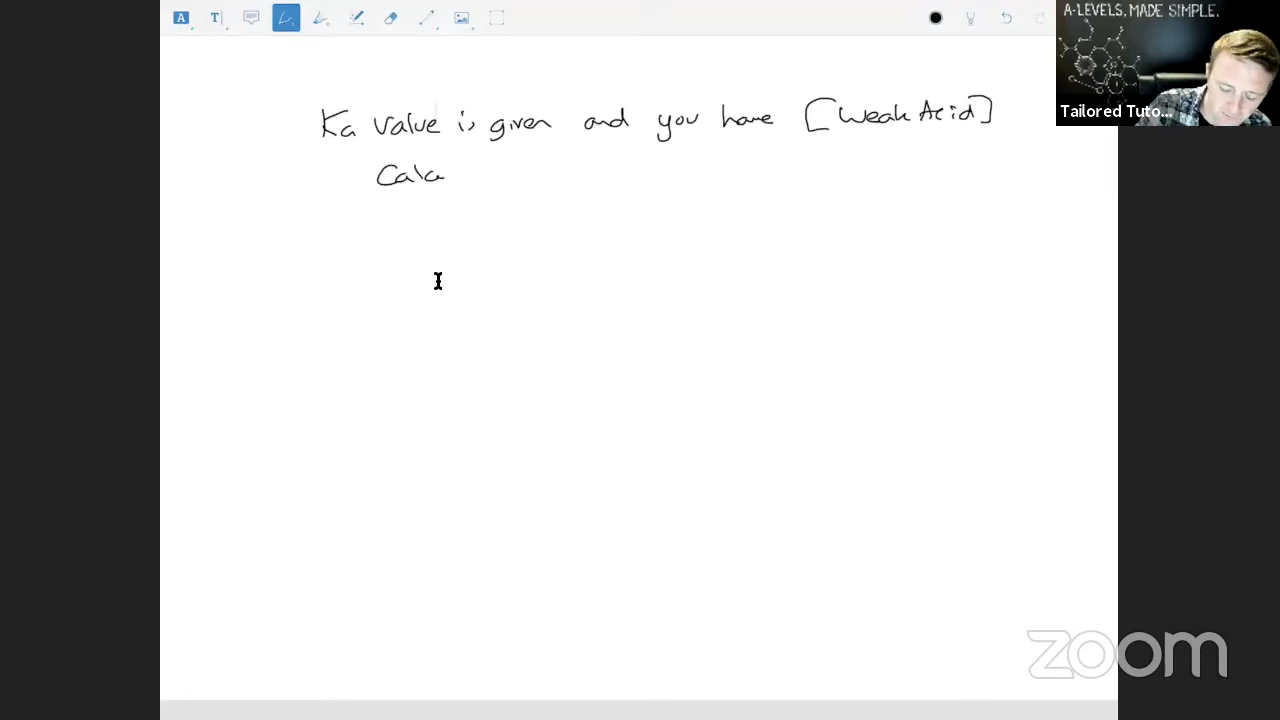 A-LEVELS. MADE SIMPLE.
Tailored Tuto...
A T
Ka value is given and you have [Weak Acid]
Calc
zoom